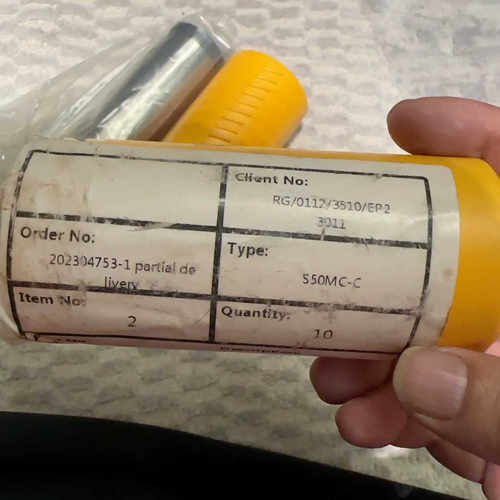 Client No:
RG/0112/3510/EP2
3011
Order No:
202304753-1 partial de
livery
Type:
S50MC-C
Item No:
2
Quantity:
10